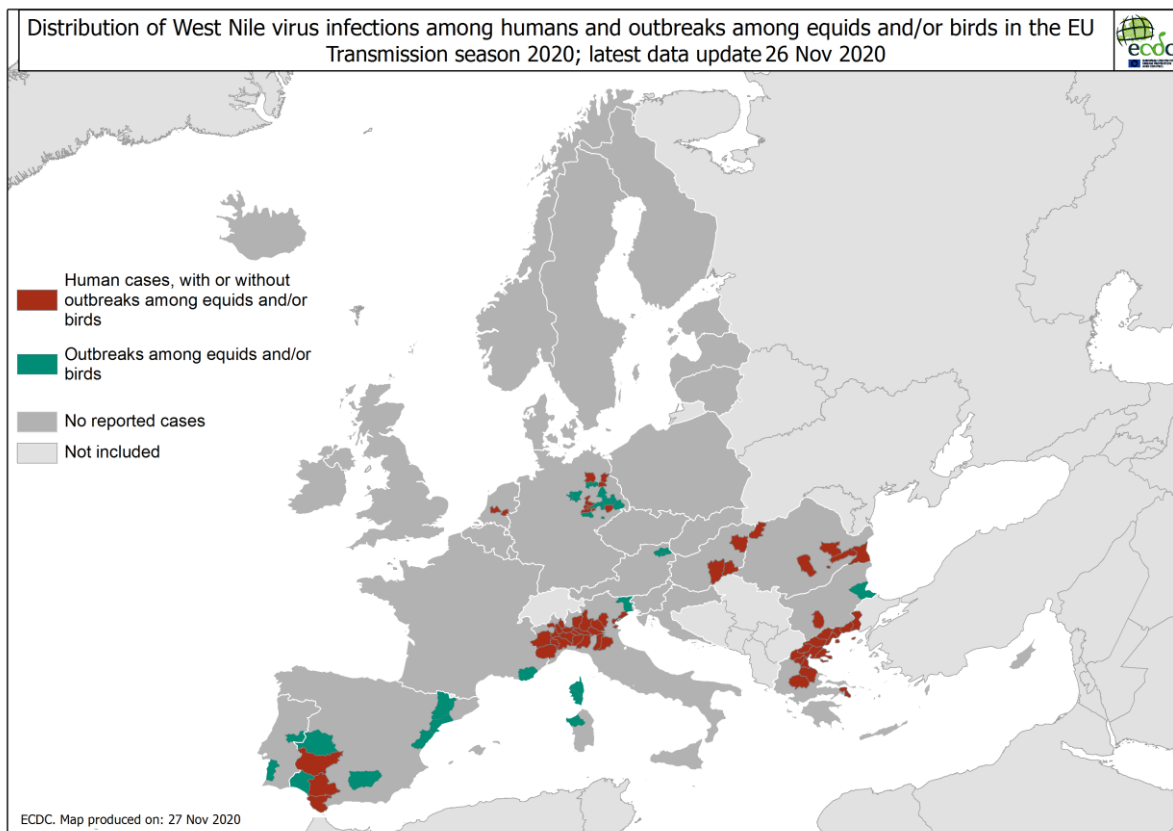 Distribution of West Nile virus infections among humans and outbreaks among equids and/or birds in the EU
Transmission season 2020; latest data update 26 Nov 2020
ecdc
Human cases, with or without
outbreaks among equids and/or
birds
Outbreaks among equids and/or
birds
No reported cases
Not included
ECDC. Map produced on: 27 Nov 2020